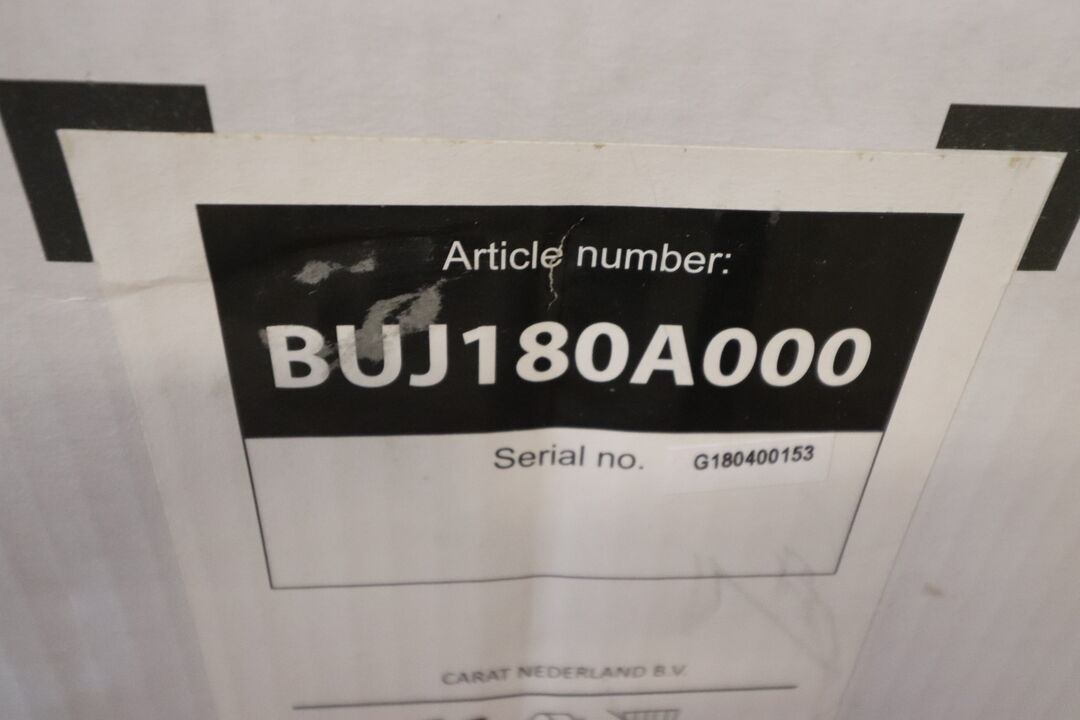 Article number:
BUJ180A000
Serial no. G180400153
CARAT NEDERLAND B.V.